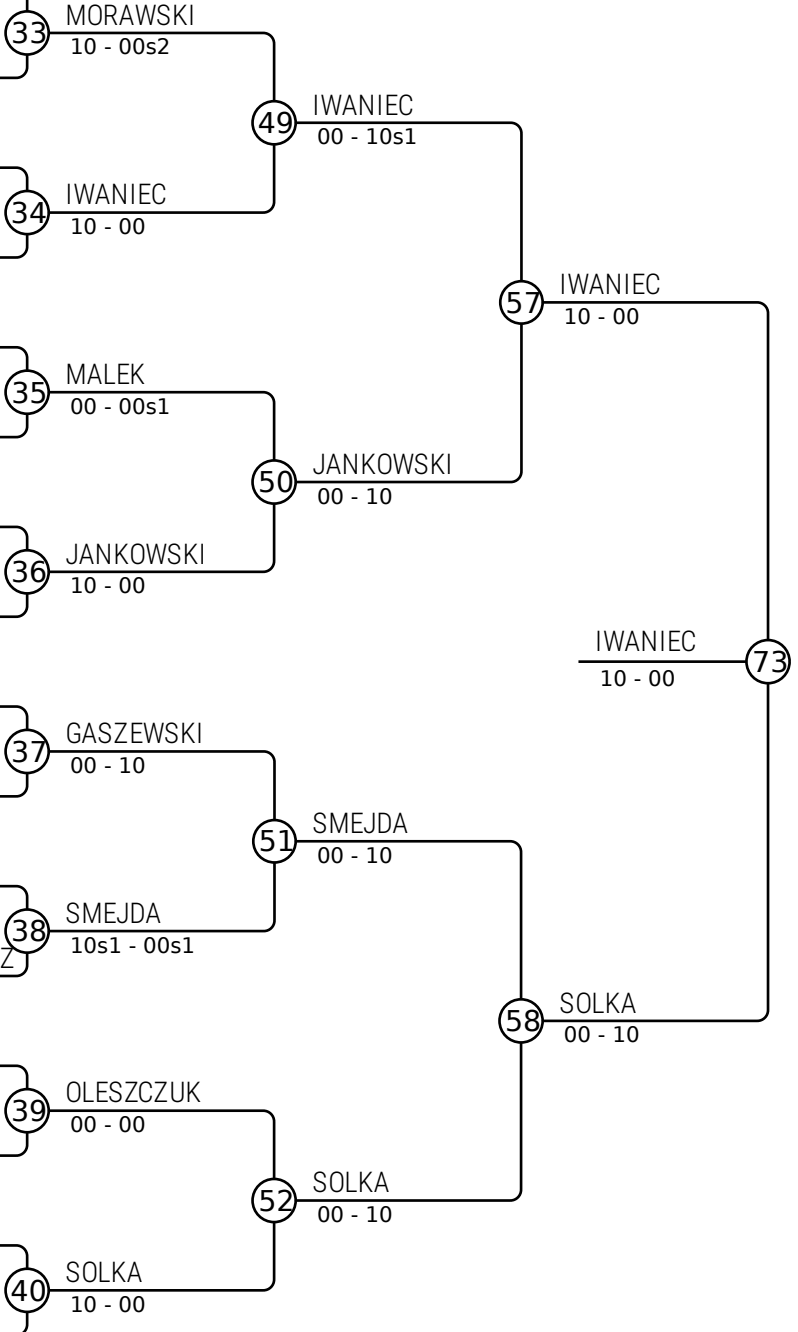 MORAWSKI
33
10 - 00s2
IWANIEC
49
00 - 10s1
IWANIEC
34
10 - 00
IWANIEC
57
10 - 00
MALEK
35
00 - 00s1
JANKOWSKI
50
00 - 10
JANKOWSKI
36
10 - 00
IWANIEC
73
10 - 00
GASZEWSKI
37
00 - 10
SMEJDA
51
00 - 10
SMEJDA
38
Z
10s1 - 00s1
SOLKA
58
00 - 10
OLESZCZUK
39
00 - 00
SOLKA
52
00 - 10
SOLKA
40
10 - 00